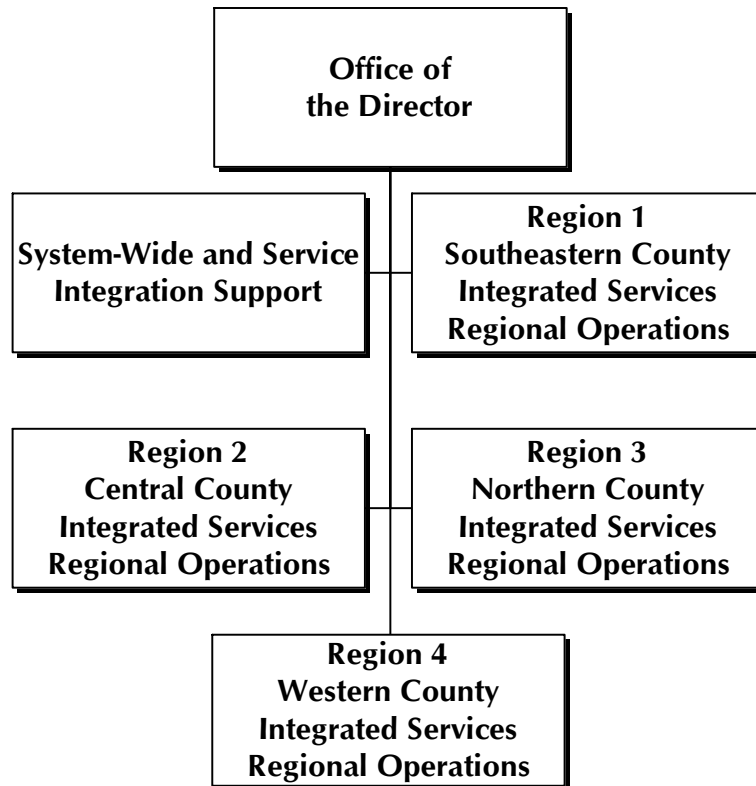 Office of
the Director
System-Wide and Service
Integration Support
Region 1
Southeastern County
Integrated Services
Regional Operations
Region 2
Central County
Integrated Services
Regional Operations
Region 3
Northern County
Integrated Services
Regional Operations
Region 4
Western County
Integrated Services
Regional Operations